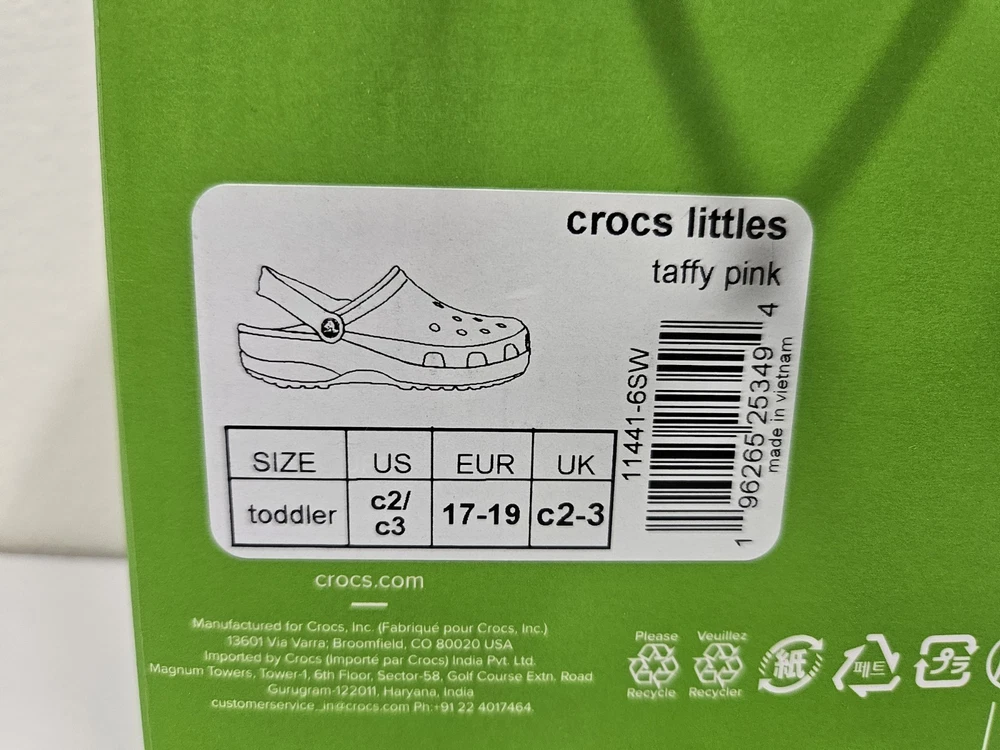 crocs littles
taffy pink
11441-6SW
1 96265 25349 4
made in vietnam
SIZE US EUR UK
toddler c2/ c3 17-19 c2-3
crocs.com
Manufactured for Crocs, Inc. (Fabriqué pour Crocs, Inc.)
13601 Via Varra; Broomfield, CO 80020 USA
Imported by Crocs (Importé par Crocs) India Pvt. Ltd.
Magnum Towers, Tower-1, 6th Floor, Sector-58, Golf Course Extn. Road
Gurugram-122011, Haryana, India
customerservice_in@crocs.com Ph:+91 22 4017464.
Please Recycle
Veuillez Recycler
紙
페트
プラ